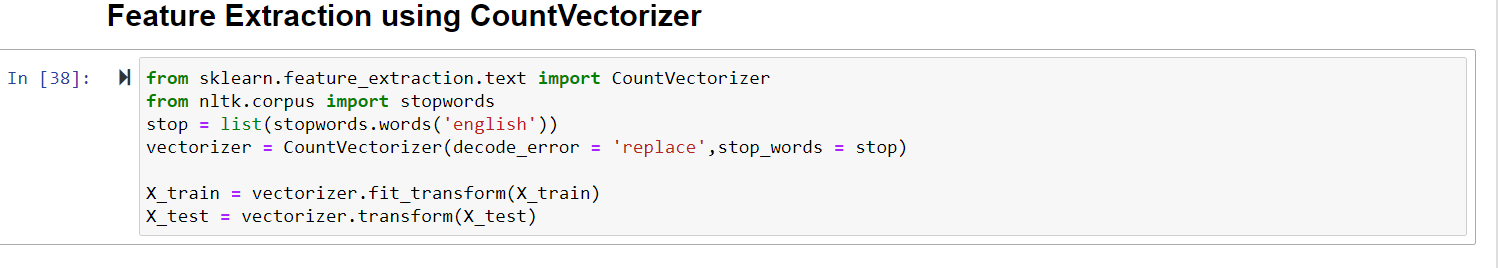 Feature Extraction using CountVectorizer
In [38]:
from sklearn.feature_extraction.text import CountVectorizer
from nltk.corpus import stopwords
stop = list(stopwords.words('english'))
vectorizer = CountVectorizer(decode_error = 'replace',stop_words = stop)
X_train = vectorizer.fit_transform(X_train)
X_test = vectorizer.transform(X_test)